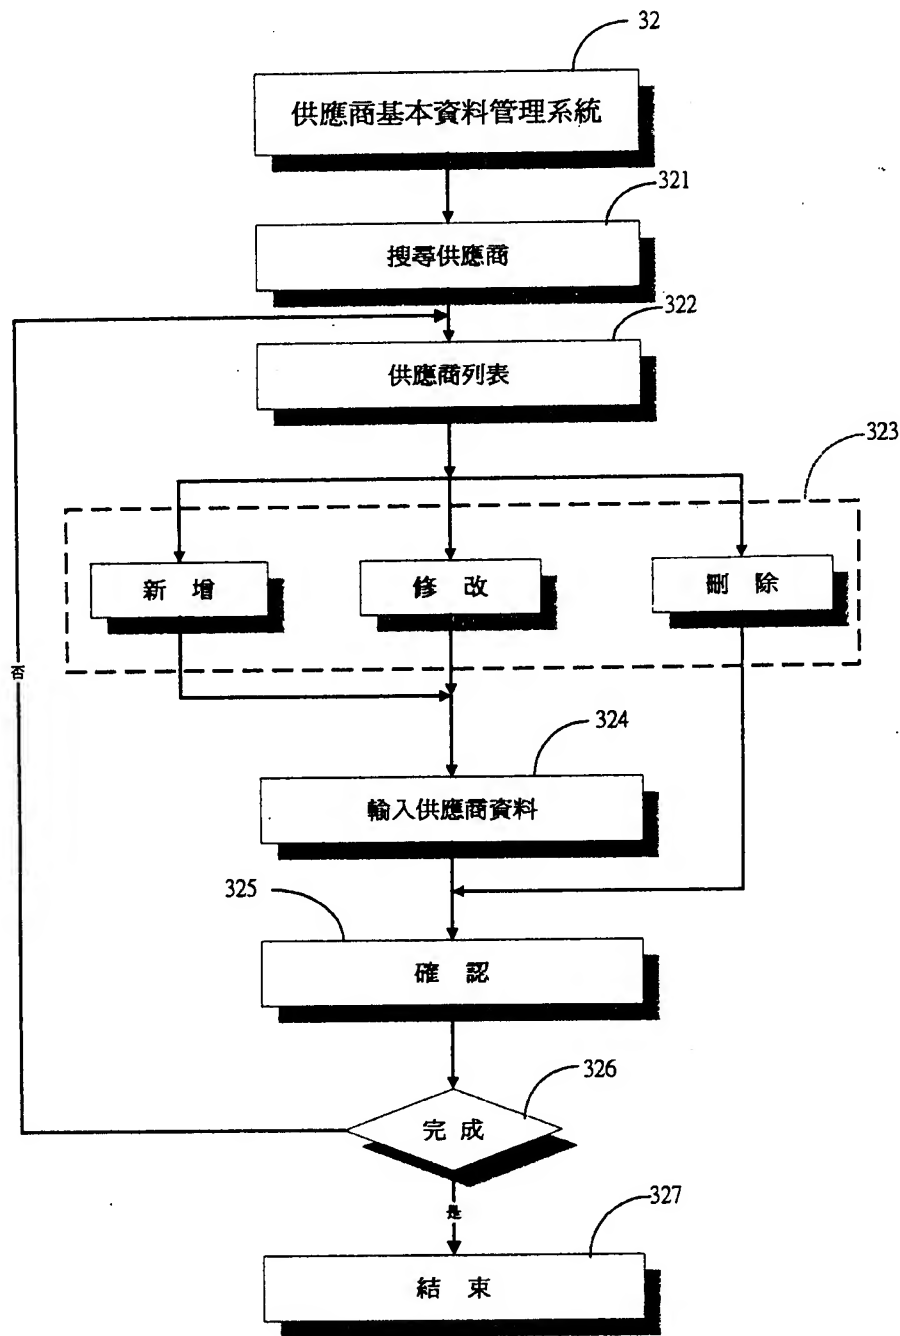 32
供應商基本資料管理系統
321
搜尋供應商
322
供應商列表
323
新 增
修 改
刪 除
否
324
輸入供應商資料
325
確 認
326
完 成
是
327
結 束